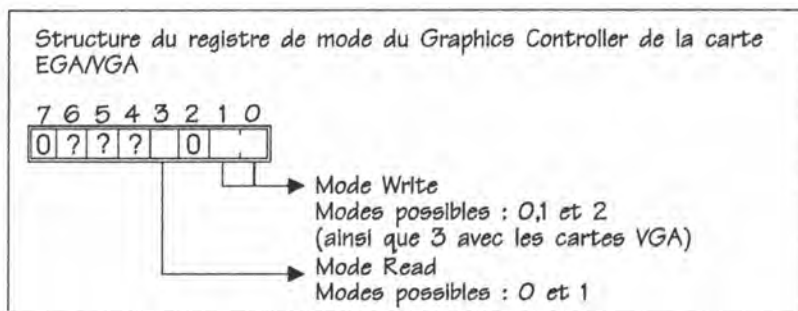 Structure du registre de mode du Graphics Controller de la carte
EGA/VGA
7 6 5 4 3 2 1 0
0 ? ? ? 0
Mode Write
Modes possibles : 0,1 et 2
(ainsi que 3 avec les cartes VGA)
Mode Read
Modes possibles : 0 et 1